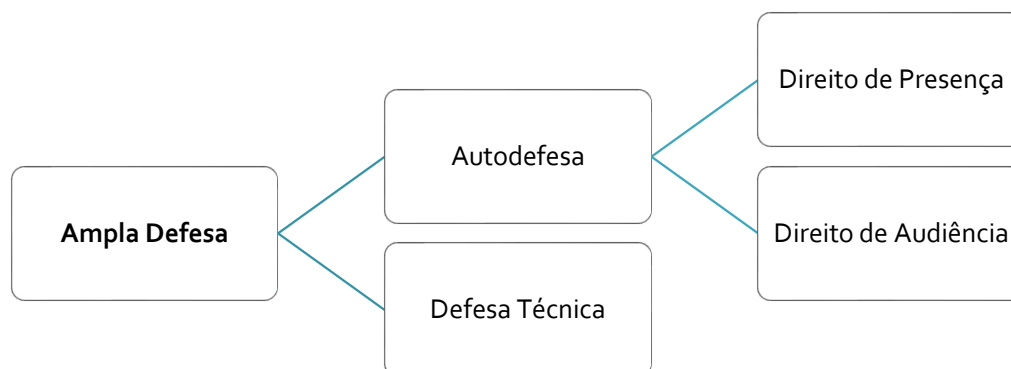 Ampla Defesa
Autodefesa
Defesa Técnica
Direito de Presença
Direito de Audiência